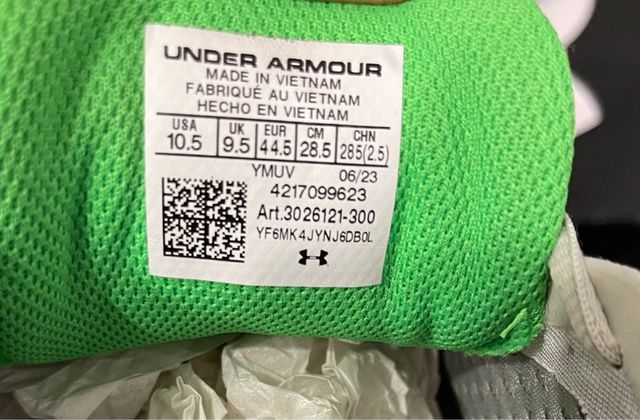 UNDER ARMOUR
MADE IN VIETNAM
FABRIQUÉ AU VIETNAM
HECHO EN VIETNAM
USA UK EUR CM CHN
10.5 9.5 44.5 28.5 285(2.5)
YMUV 06/23
4217099623
Art.3026121-300
YF6MK4JYNJ6DB0L